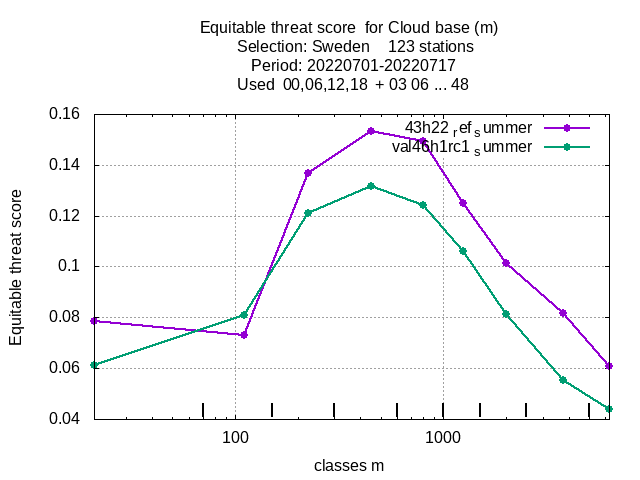 Equitable threat score for Cloud base (m)
Selection: Sweden 123 stations
Period: 20220701-20220717
Used 00,06,12,18 + 03 06 ... 48
0.16
0.14
0.12
0.1
0.08
0.06
0.04
Equitable threat score
43h22 ref summer
val46h1rc1 summer
100
1000
classes m